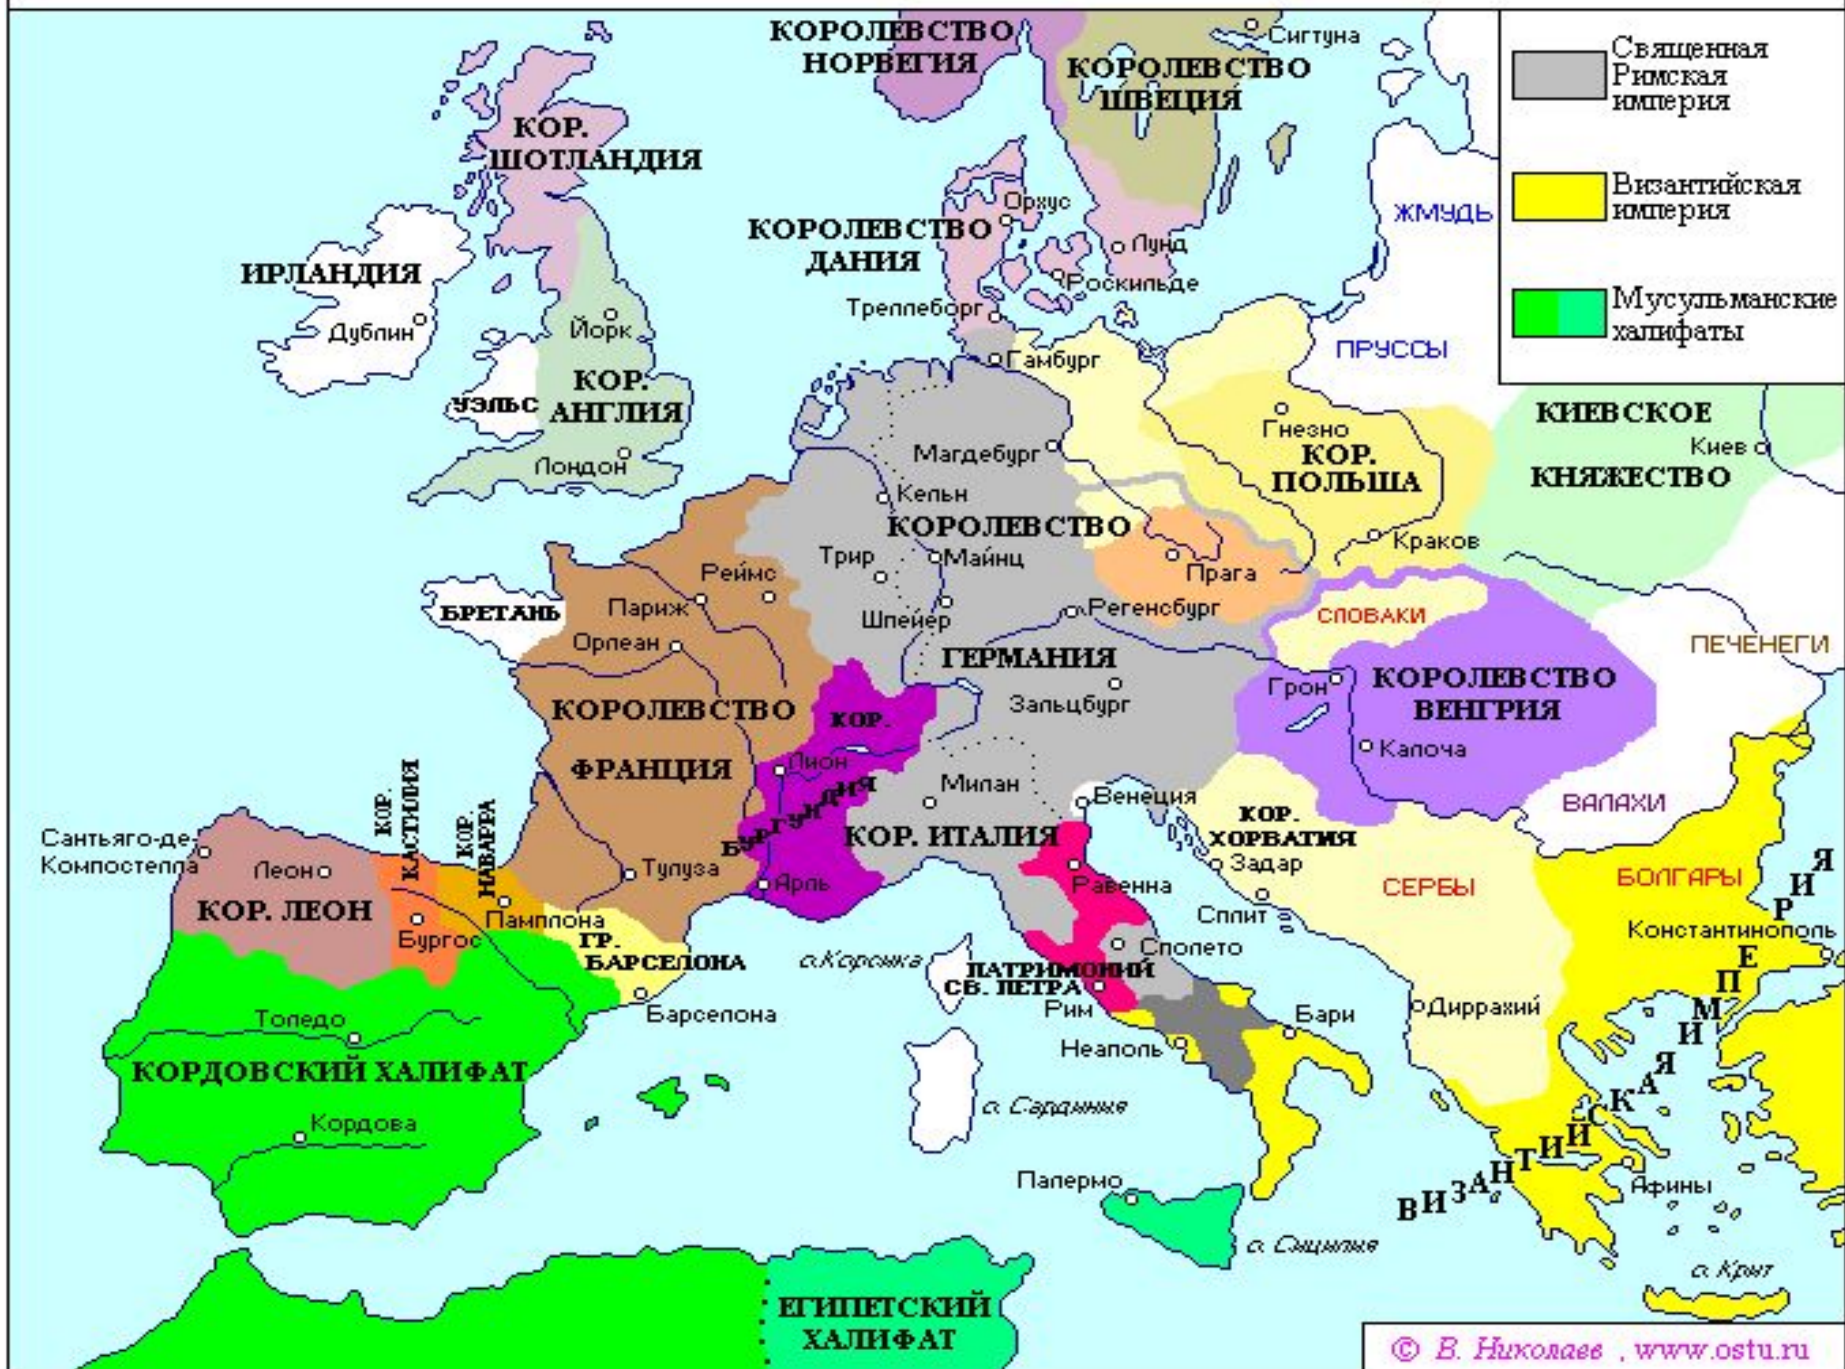 КОРОЛЕВСТВО
НОРВЕГИЯ
КОРОЛЕВСТВО
ШВЕЦИЯ
Сигтуна
Священная
Римская
империя
Византийская
империя
Мусульманские
халифаты
КОР.
ШОТЛАНДИЯ
КОРОЛЕВСТВО
ДАНИЯ
Орхус
Лунд
Роскильде
Треллеборг
ЖМУДЬ
ИРЛАНДИЯ
Дублин
Йорк
КОР.
АНГЛИЯ
УЭЛЬС
Лондон
Гамбург
ПРУССЫ
Гнезно
КОР.
ПОЛЬША
Краков
КИЕВСКОЕ
Киев
КНЯЖЕСТВО
Магдебург
Кельн
КОРОЛЕВСТВО
Трир
Майнц
Прага
Шпейер
Регенсбург
ГЕРМАНИЯ
Зальцбург
Реймс
Париж
БРЕТАНЬ
Орлеан
КОРОЛЕВСТВО
ФРАНЦИЯ
КОР.
БУРГУНДИЯ
Лион
Арль
Тулуза
СЛОВАКИ
ПЕЧЕНЕГИ
Грон
КОРОЛЕВСТВО
ВЕНГРИЯ
Калоча
ВАЛАХИ
Милан
Венеция
КОР. ИТАЛИЯ
КОР.
ХОРВАТИЯ
Задар
Сплит
СЕРБЫ
БОЛГАРЫ
Константинополь
Равенна
Сполето
ПАТРИМОНИЙ
СВ. ПЕТРА
Рим
Неаполь
Бари
Диррахий
Сантьяго-де-
Компостелла
Леон
КОР. ЛЕОН
КОР.
КАСТИЛИЯ
КОР.
НАВАРРА
Бургос
Памплона
ГР.
БАРСЕЛОНА
Барселона
о.Корсика
о. Сардиния
Толедо
КОРДОВСКИЙ ХАЛИФАТ
Кордова
Палермо
о. Сицилия
ВИЗАНТИЙСКАЯ ИМПЕРИЯ
Афины
о. Крит
ЕГИПЕТСКИЙ
ХАЛИФАТ
© В. Николаев , www.ostu.ru